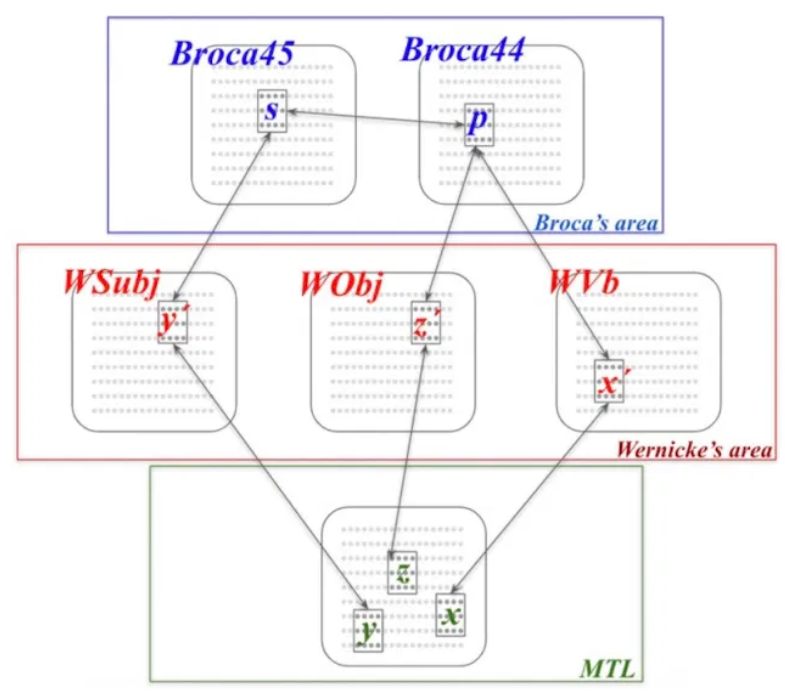 Broca45
Broca44
s
p
Broca's area
WSubj
WObj
WVb
y´
z´
x´
Wernicke's area
z
x
y
MTL